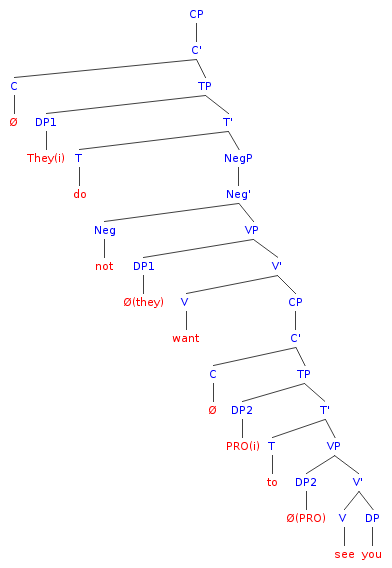 CP
C'
C TP
Ø DP1 T'
They(i) T NegP
do Neg'
Neg VP
not DP1 V'
Ø(they) V CP
want C'
C TP
Ø DP2 T'
PRO(i) T VP
to DP2 V'
Ø(PRO) V DP
see you